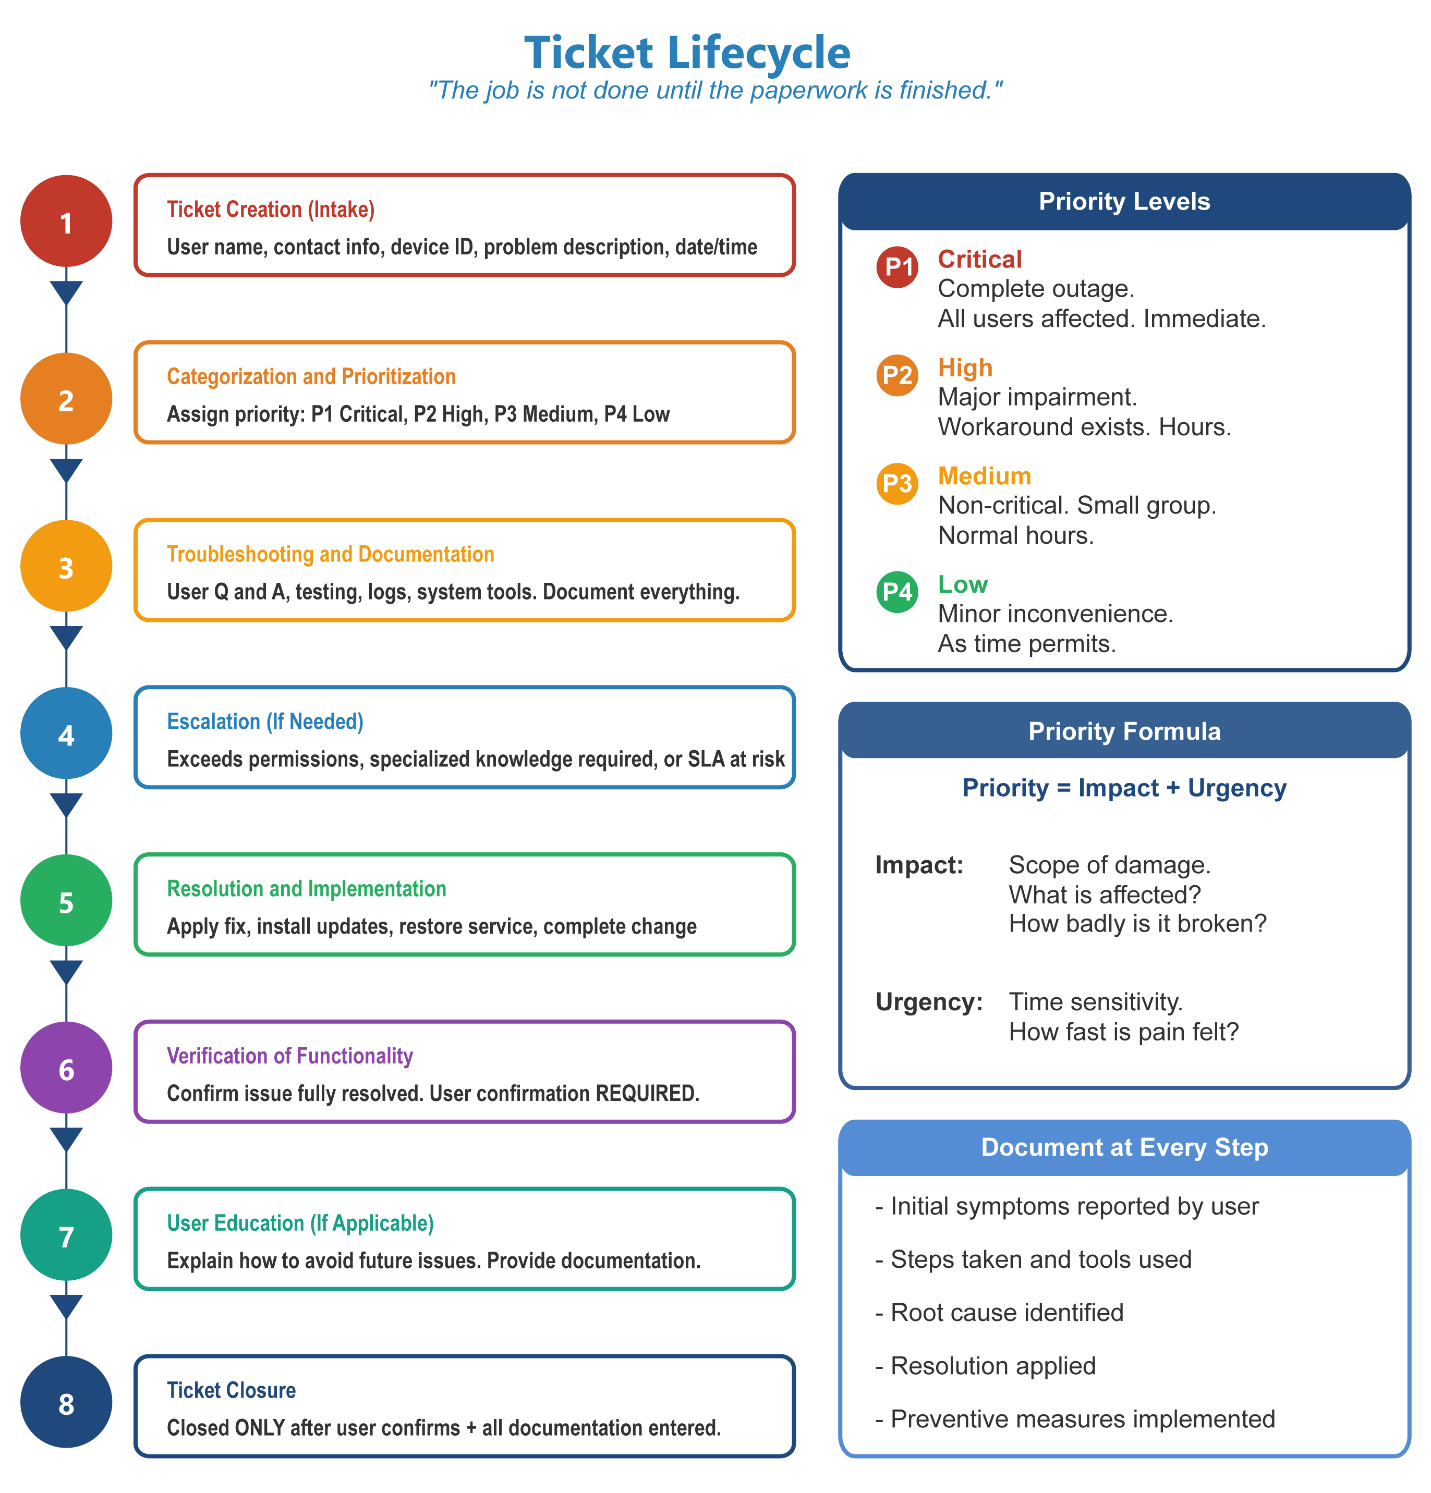 Ticket Lifecycle
"The job is not done until the paperwork is finished."
1
Ticket Creation (Intake)
User name, contact info, device ID, problem description, date/time
2
Categorization and Prioritization
Assign priority: P1 Critical, P2 High, P3 Medium, P4 Low
3
Troubleshooting and Documentation
User Q and A, testing, logs, system tools. Document everything.
4
Escalation (If Needed)
Exceeds permissions, specialized knowledge required, or SLA at risk
5
Resolution and Implementation
Apply fix, install updates, restore service, complete change
6
Verification of Functionality
Confirm issue fully resolved. User confirmation REQUIRED.
7
User Education (If Applicable)
Explain how to avoid future issues. Provide documentation.
8
Ticket Closure
Closed ONLY after user confirms + all documentation entered.
Priority Levels
P1 Critical
Complete outage.
All users affected. Immediate.
P2 High
Major impairment.
Workaround exists. Hours.
P3 Medium
Non-critical. Small group.
Normal hours.
P4 Low
Minor inconvenience.
As time permits.
Priority Formula
Priority = Impact + Urgency
Impact: Scope of damage.
What is affected?
How badly is it broken?
Urgency: Time sensitivity.
How fast is pain felt?
Document at Every Step
- Initial symptoms reported by user
- Steps taken and tools used
- Root cause identified
- Resolution applied
- Preventive measures implemented